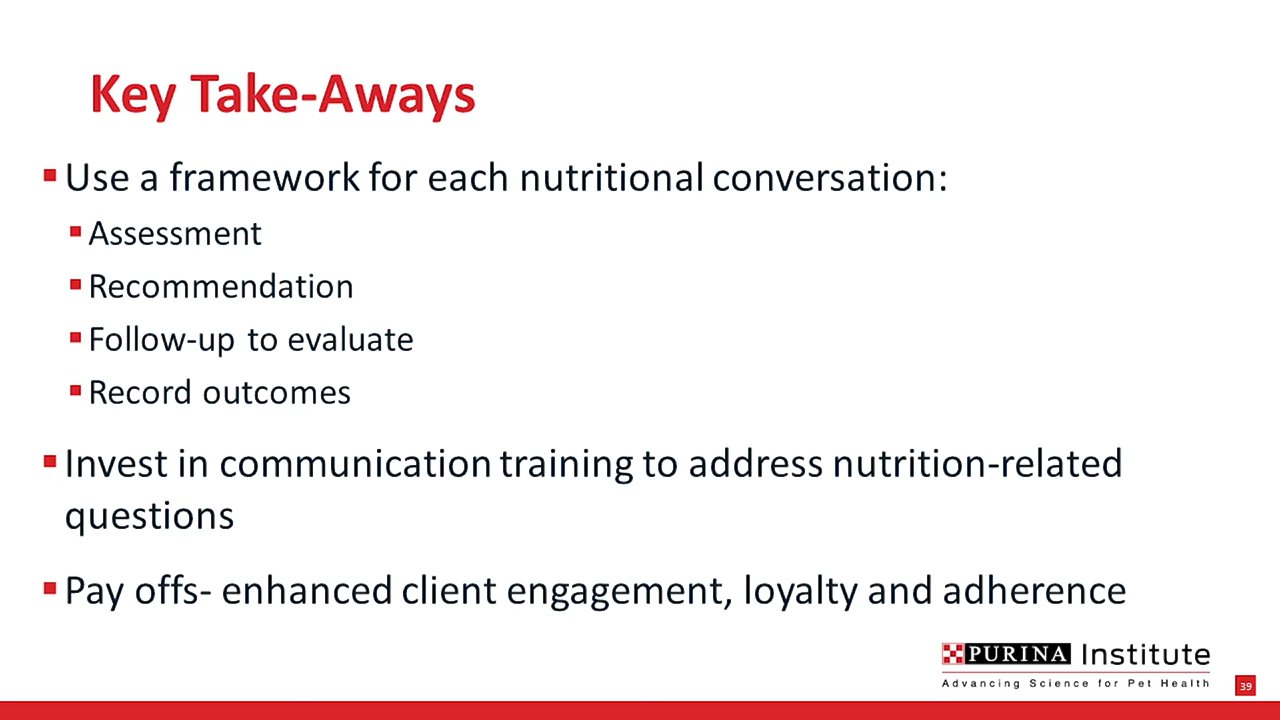 Key Take-Aways
Use a framework for each nutritional conversation:
Assessment
Recommendation
Follow-up to evaluate
Record outcomes
Invest in communication training to address nutrition-related
questions
Pay offs- enhanced client engagement, loyalty and adherence
PURINA Institute
Advancing Science for Pet Health
39